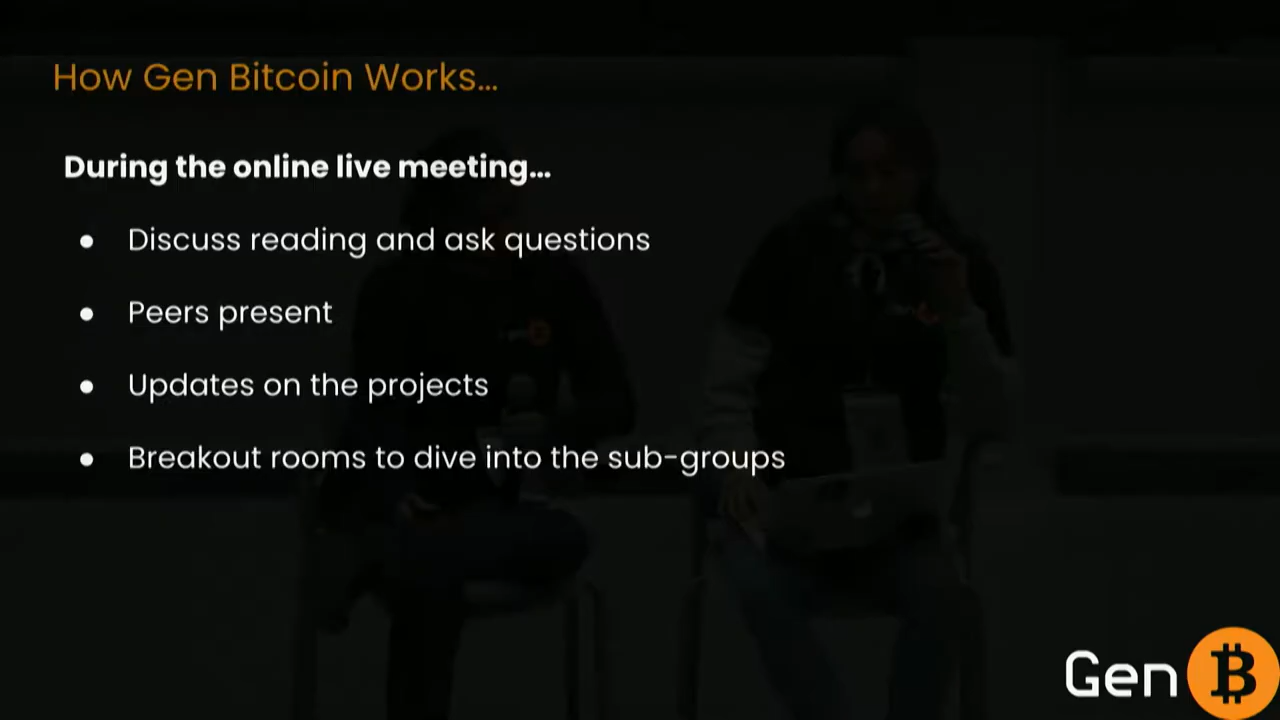 How Gen Bitcoin Works...
During the online live meeting...
● Discuss reading and ask questions
● Peers present
● Updates on the projects
● Breakout rooms to dive into the sub-groups
Gen ₿